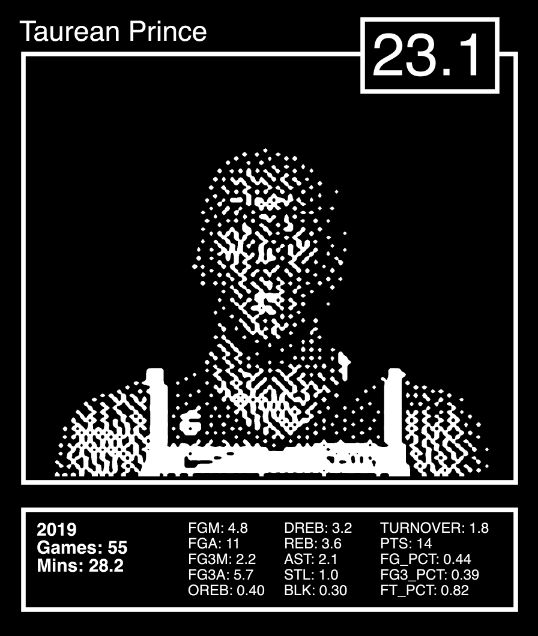 Taurean Prince
23.1
2019
Games: 55
Mins: 28.2
FGM: 4.8
FGA: 11
FG3M: 2.2
FG3A: 5.7
OREB: 0.40
DREB: 3.2
REB: 3.6
AST: 2.1
STL: 1.0
BLK: 0.30
TURNOVER: 1.8
PTS: 14
FG_PCT: 0.44
FG3_PCT: 0.39
FT_PCT: 0.82